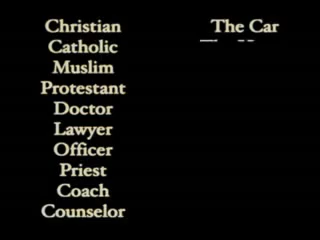 Christian
Catholic
Muslim
Protestant
Doctor
Lawyer
Officer
Priest
Coach
Counselor
The Car